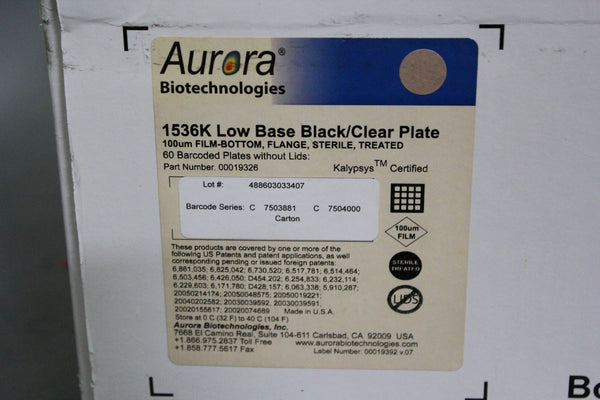 Aurora®
Biotechnologies
1536K Low Base Black/Clear Plate
100um FILM-BOTTOM, FLANGE, STERILE, TREATED
60 Barcoded Plates without Lids:
Part Number. 00019326
Kalypsys™ Certified
Lot #: 488603033407
Barcode Series: C 7503881 C 7504000
Carton
100um
FILM
STERILE
TREATED
LIDS
These products are covered by one of more of the
following US Patents and patent applications, as well
corresponding pending or issued foreign patents.
6,861,035; 6,825,042; 6,730,520; 6,517,781; 6,514,464;
6,503,456; 6,426,050; D454,202; 6,254,833; 6,232,114;
6,229,603; 6,171,780; D428,157; 6,063,338; 5,910,287;
20050214174; 20050048575; 20050019221;
20040202582; 20030039592, 20030039591,
20020155617; 20020074689 Made in U.S.A.
Store at 0 C (32 F) to 40 C (104 F)
Aurora Biotechnologies, Inc.
7668 El Camino Real, Suite 104-611 Carlsbad, CA 92009 USA
+1.866.975.2837 Toll Free www.aurorabiotechnologies.com
+1.858.777.5617 Fax Label Number: 00019392 v.07
Bo